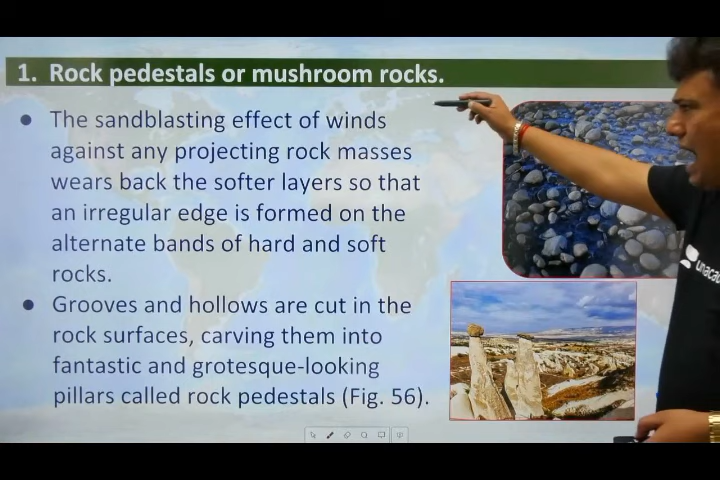 1. Rock pedestals or mushroom rocks.
● The sandblasting effect of winds
against any projecting rock masses
wears back the softer layers so that
an irregular edge is formed on the
alternate bands of hard and soft
rocks.
● Grooves and hollows are cut in the
rock surfaces, carving them into
fantastic and grotesque-looking
pillars called rock pedestals (Fig. 56).
unacad